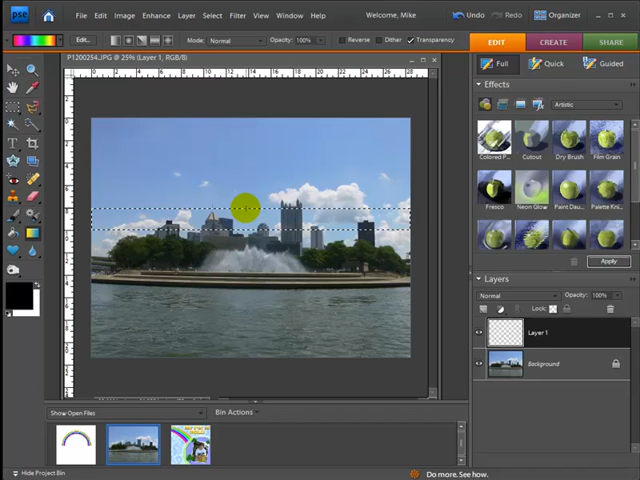 pse File Edit Image Enhance Layer Select Filter View Window Help Welcome, Mike Undo Redo Organizer
Edit... Mode: Normal Opacity: 100% Reverse Dither Transparency
EDIT CREATE SHARE
P1200254.JPG @ 25% (Layer 1, RGB/8)
Full Quick Guided
Effects
Artistic
Colored P... Cutout Dry Brush Film Grain
Fresco Neon Glow Paint Dau... Palette Kni...
Apply
Layers
Normal Opacity: 100%
Lock:
Layer 1
Background
Show Open Files Bin Actions
Hide Project Bin Do more. See how.